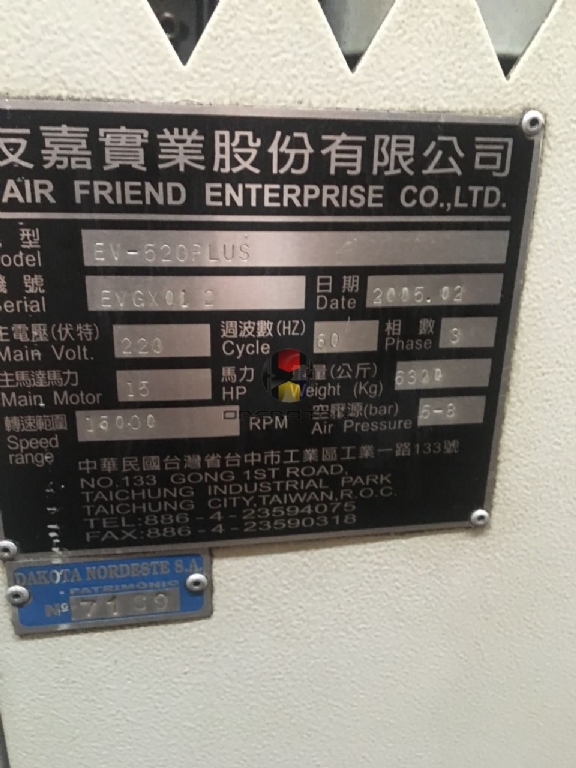 友嘉實業股份有限公司
AIR FRIEND ENTERPRISE CO.,LTD.
型 EV-520PLUS
odel
號 日期 2005.02
Serial Date
主電壓(伏特) 220 週波數(HZ) 60 相數 3
Main Volt. Cycle Phase
主馬達馬力 15 馬力 重量(公斤) 6320
Main Motor HP Weight (Kg)
轉速範圍 15000 RPM 空壓源(bar) 6-8
Speed range Air Pressure
中華民國台灣省台中市工業區工業一路133號
NO.133 GONG 1ST ROAD.
TAICHUNG INDUSTRIAL PARK
TAICHUNG CITY,TAIWAN,R.O.C.
TEL:886-4-23594075
FAX:886-4-23590318
DAKOTA NORDESTE S.A.
PATRIMÔNIO
Nº